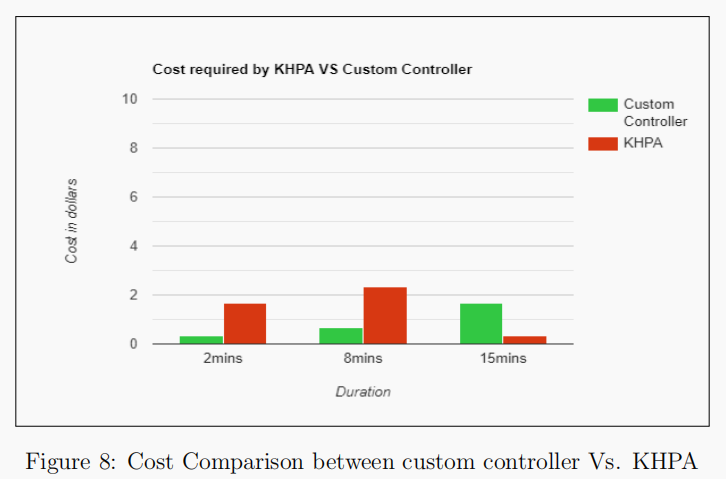 Cost required by KHPA VS Custom Controller
10
8
6
4
2
0
Cost in dollars
2mins 8mins 15mins
Duration
Custom
Controller
KHPA
Figure 8: Cost Comparison between custom controller Vs. KHPA